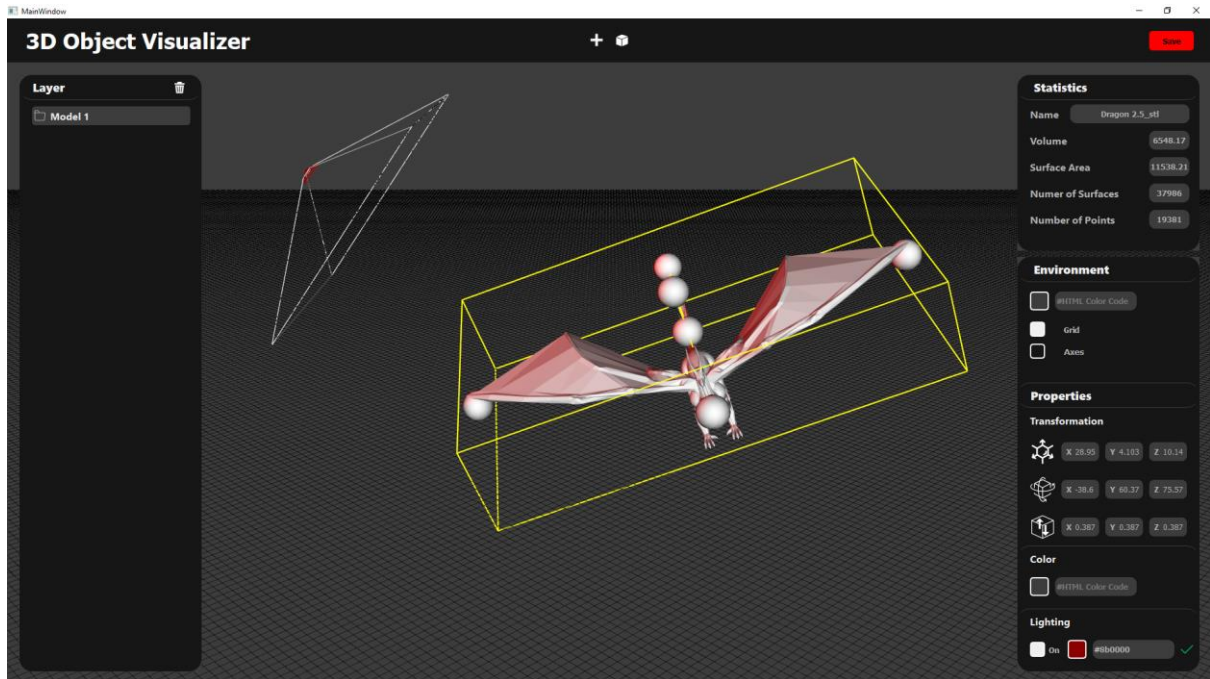 MainWindow
3D Object Visualizer
Save
Layer
Model 1
Statistics
Name Dragon 2.5_stl
Volume 6548.17
Surface Area 11538.21
Numer of Surfaces 37986
Number of Points 19381
Environment
#HTML Color Code
Grid
Axes
Properties
Transformation
X 28.95 Y 4.103 Z 10.14
X -38.6 Y 60.37 Z 75.57
X 0.387 Y 0.387 Z 0.387
Color
#HTML Color Code
Lighting
On #8b0000